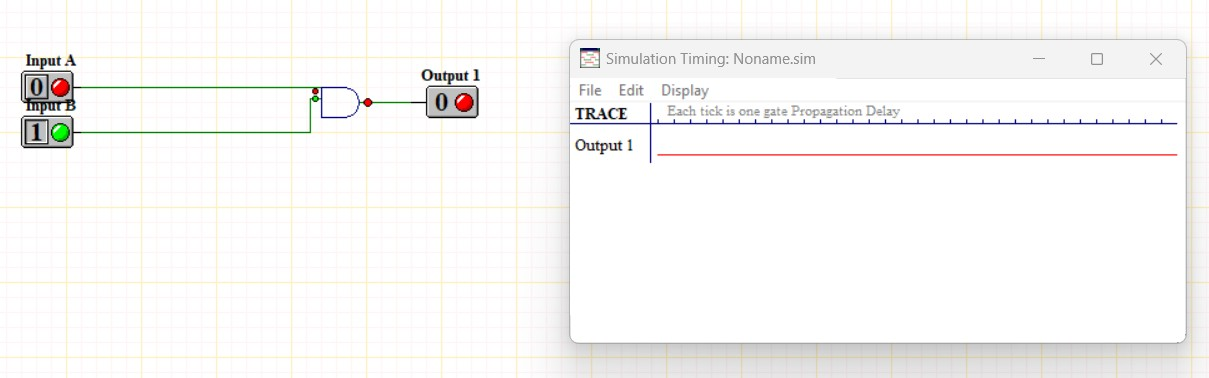 Input A
0
Input B
1
Output 1
0
Simulation Timing: Noname.sim
File Edit Display
TRACE Each tick is one gate Propagation Delay
Output 1